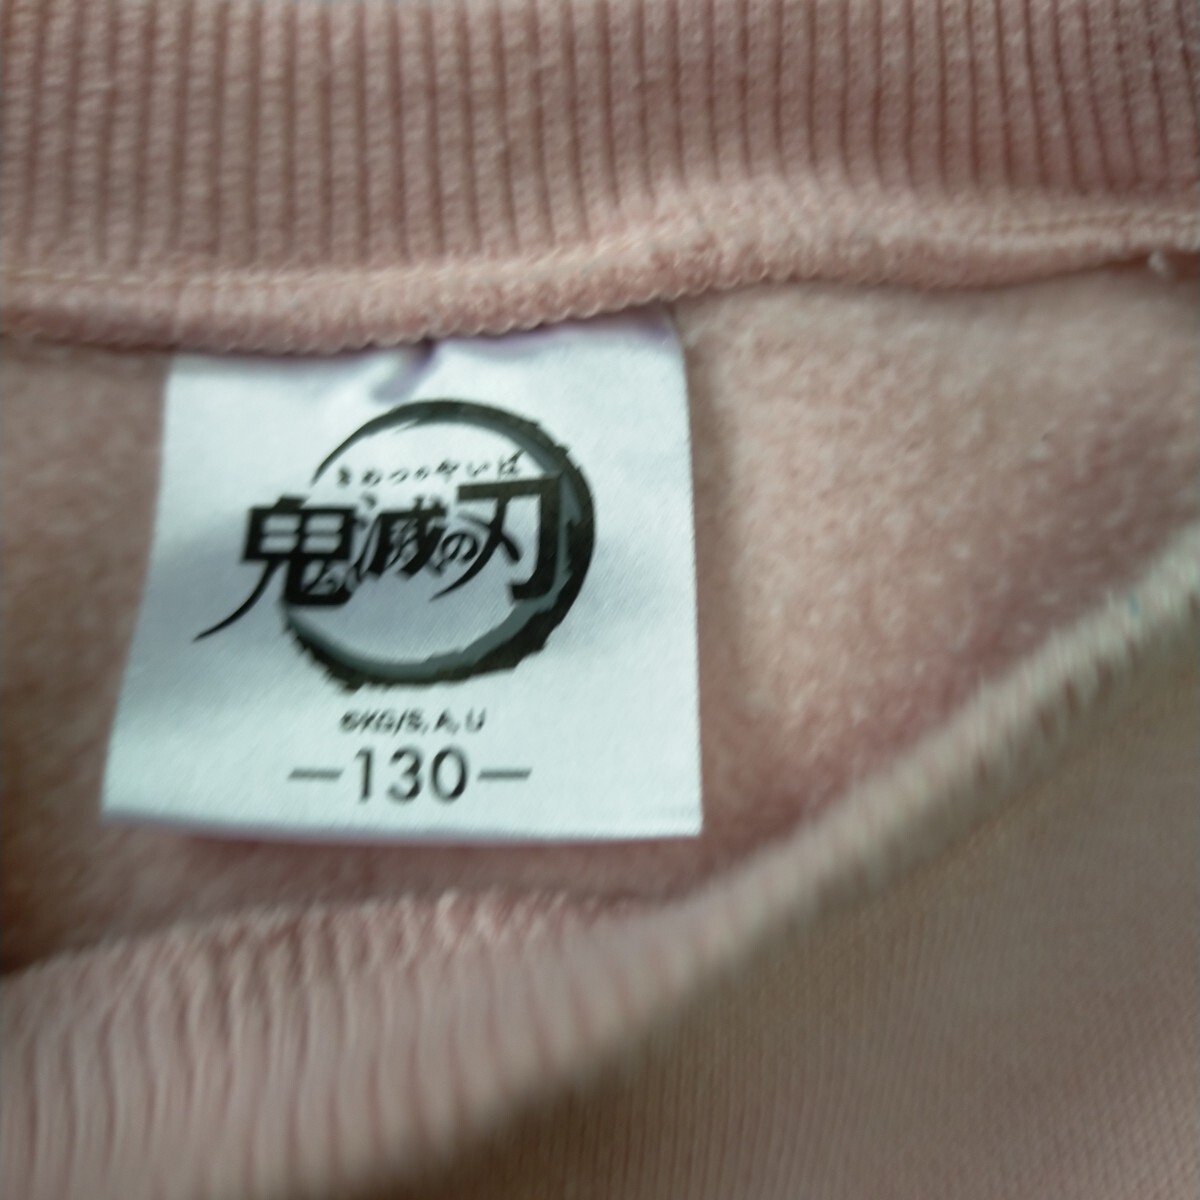 きめつのやいば
鬼滅の刃
©KG/S, A, U
—130—